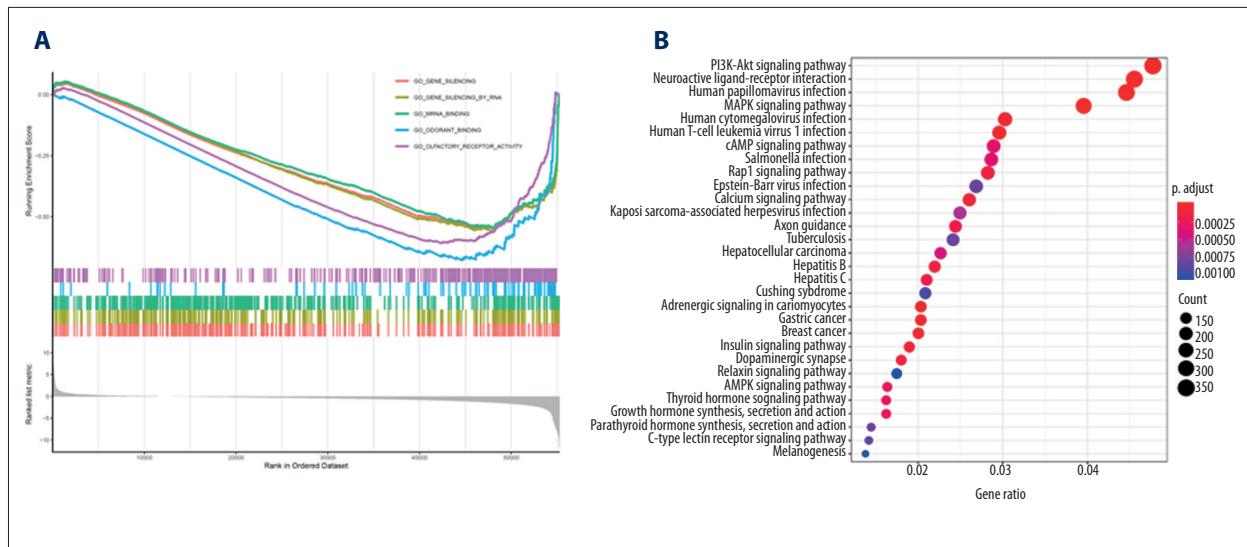 A
0.00
-0.25
-0.50
Running Enrichment Score
GO_GENE_SILENCING
GO_GENE_SILENCING_BY_RNA
GO_MRNA_BINDING
GO_ODORANT_BINDING
GO_OLFACTORY_RECEPTOR_ACTIVITY
10
5
0
-5
-10
Ranked list metric
10000
20000
30000
40000
50000
Rank in Ordered Dataset
B
PI3K-Akt signaling pathway
Neuroactive ligand-receptor interaction
Human papillomavirus infection
MAPK signaling pathway
Human cytomegalovirus infection
Human T-cell leukemia virrus 1 infection
cAMP signaling pathway
Salmonella infection
Rap1 signaling pathway
Epstein-Barr virus infection
Calcium signaling pathway
Kaposi sarcoma-associated herpesvirus infection
Axon guidance
Tuberculosis
Hepatocellular carcinoma
Hepatitis B
Hepatitis C
Cushing sybdrome
Adrenergic signaling in cariomyocytes
Gastric cancer
Breast cancer
Insulin signaling pathway
Dopaminergic synapse
Relaxin signaling pathway
AMPK signaling pathway
Thyroid hormone sognaling pathway
Growth hormone synthesis, secretion and action
Parathyroid hormone synthesis, secretion and action
C-type lectin receptor signaling pathway
Melanogenesis
0.02
0.03
0.04
Gene ratio
p. adjust
0.00025
0.00050
0.00075
0.00100
Count
150
200
250
300
350